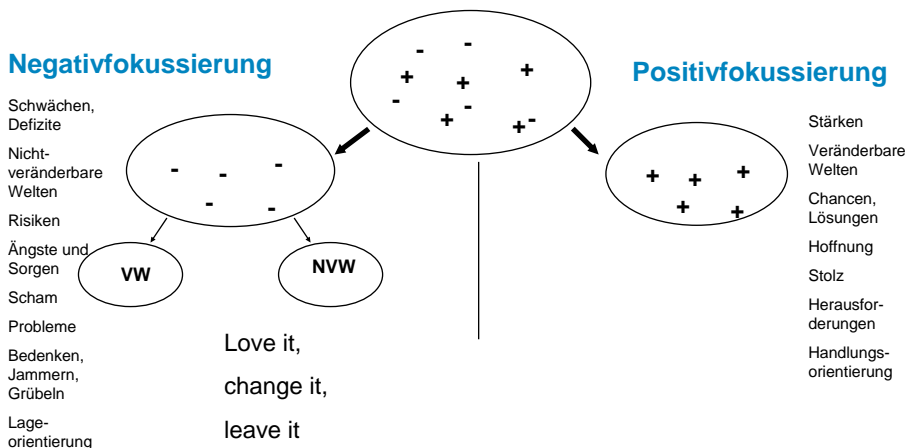 Negativfokussierung
Schwächen,
Defizite
Nicht-
veränderbare
Welten
Risiken
Ängste und
Sorgen
Scham
Probleme
Bedenken,
Jammern,
Grübeln
Lage-
orientierung
- -
+ + +
- -
+ + -
- - -
- -
VW
NVW
Love it,
change it,
leave it
Positivfokussierung
+ + +
+ +
Stärken
Veränderbare
Welten
Chancen,
Lösungen
Hoffnung
Stolz
Herausfor-
derungen
Handlungs-
orientierung